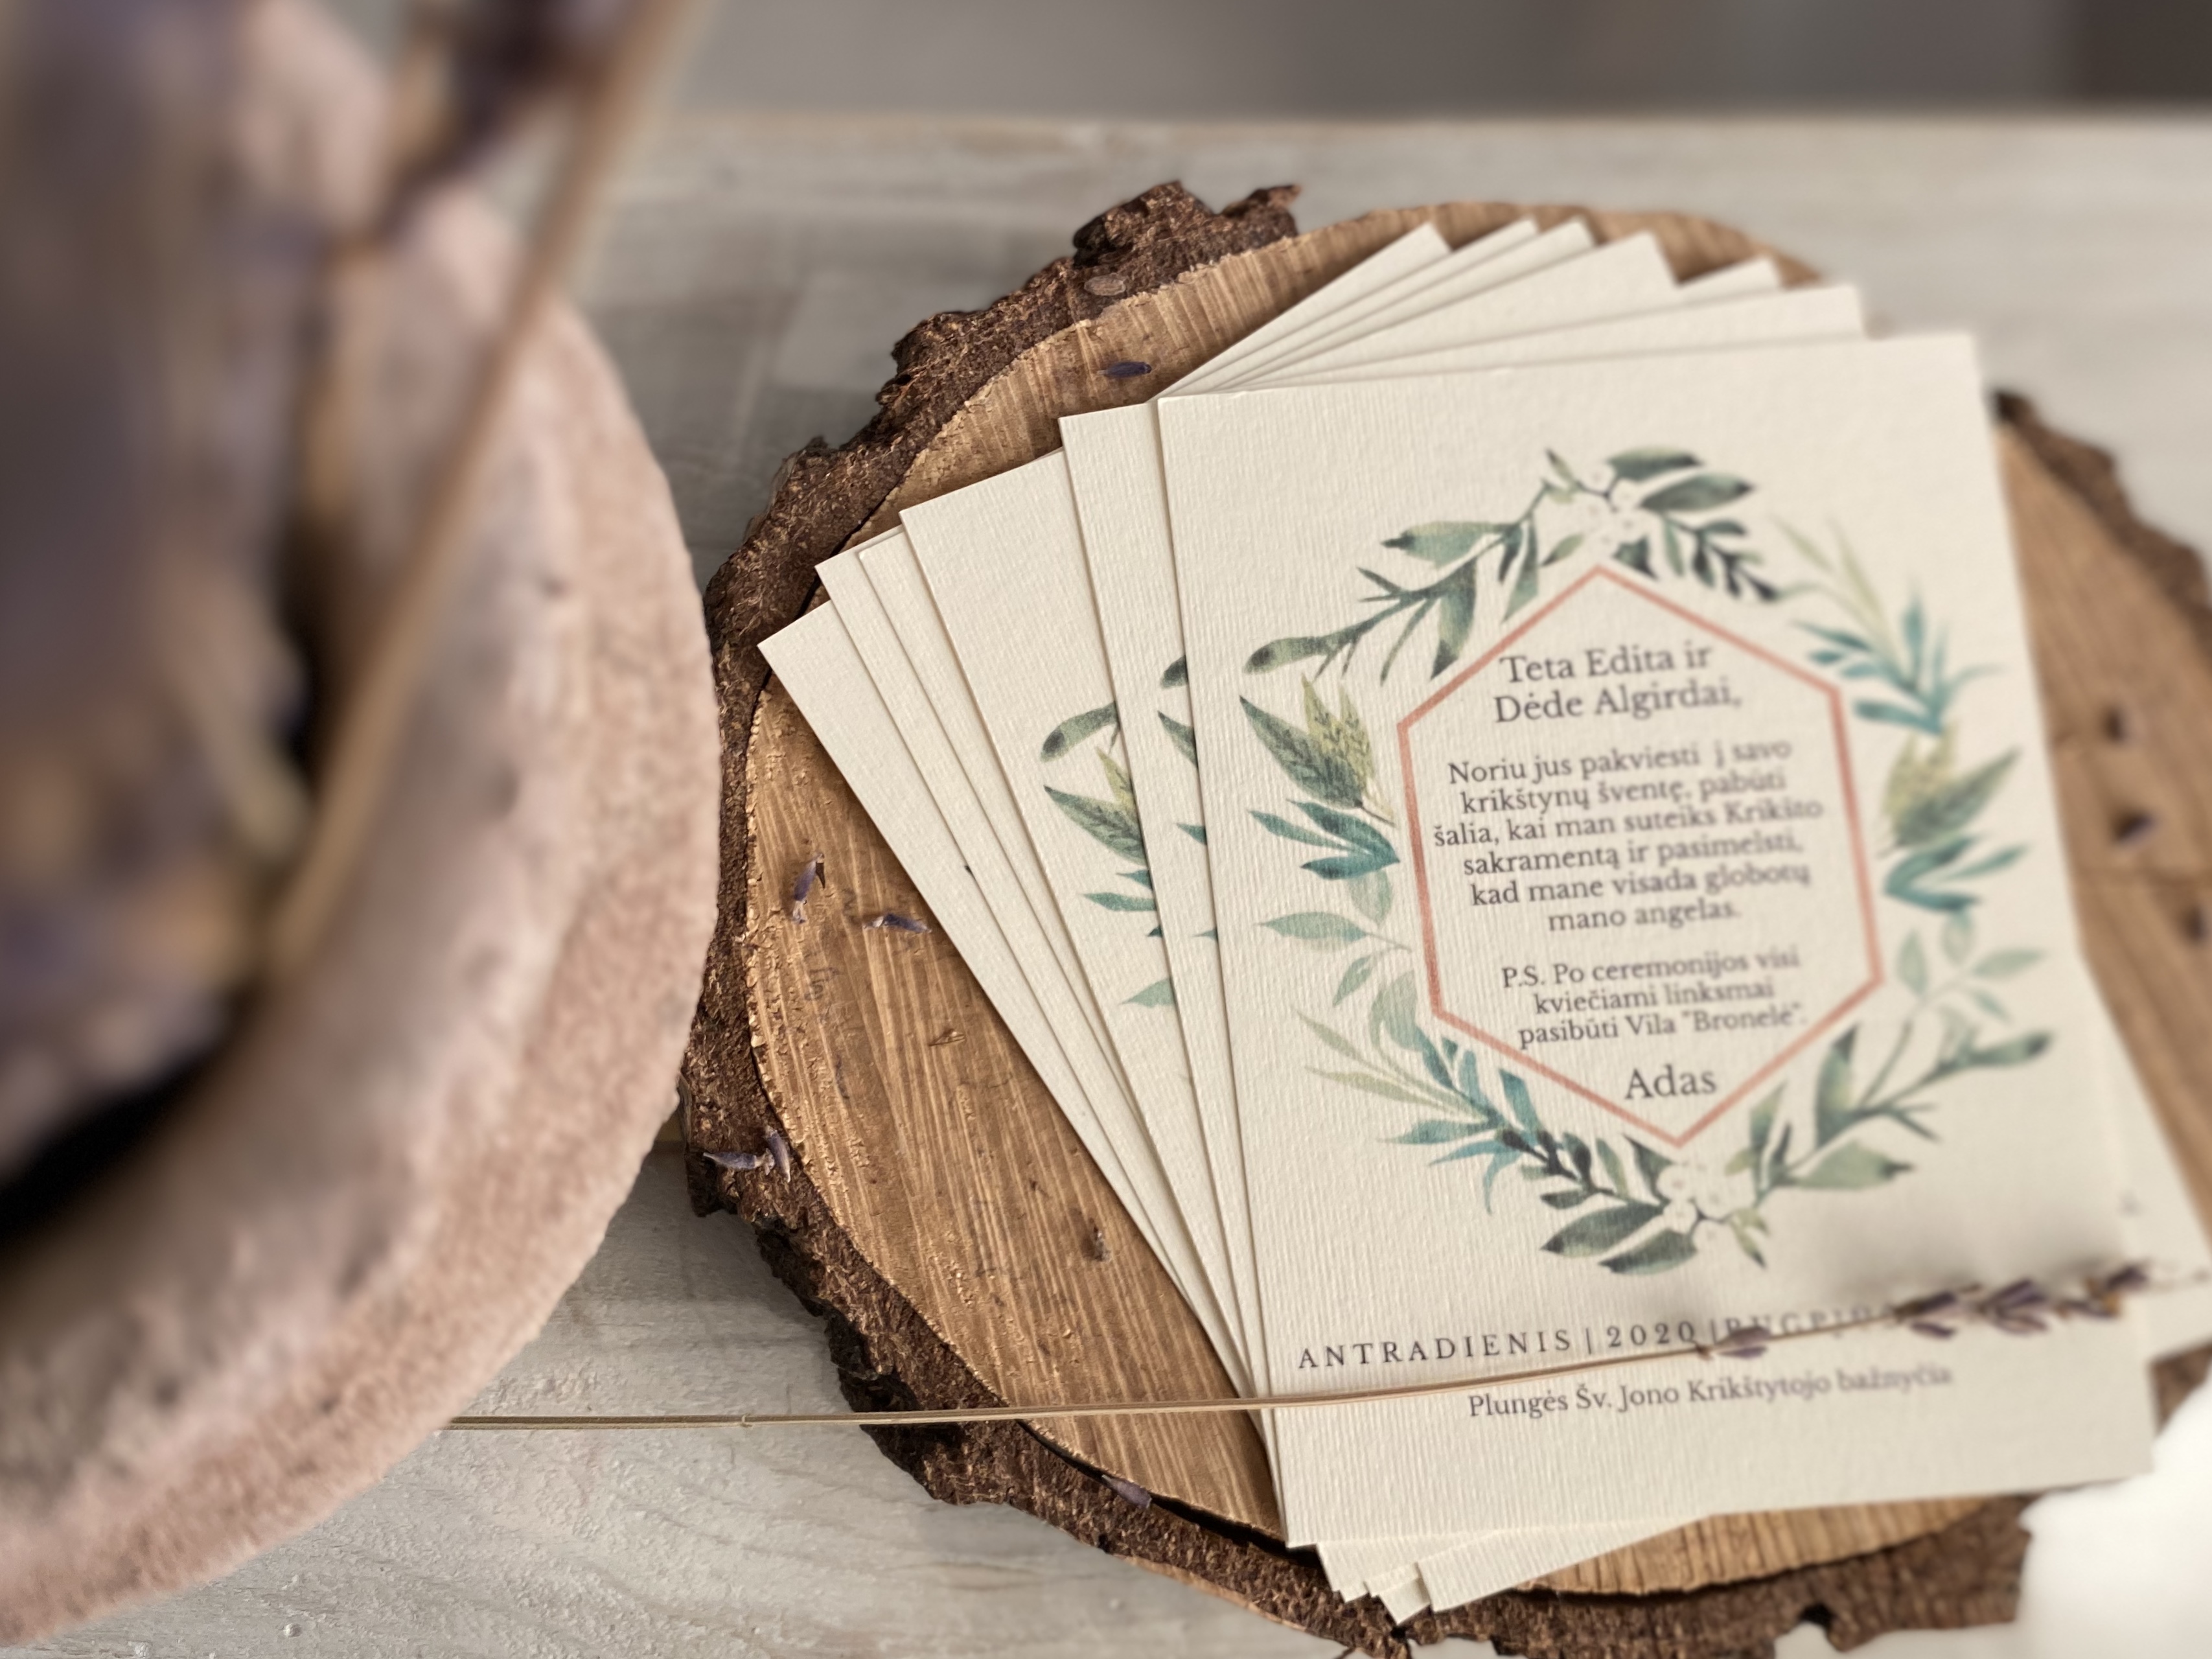 Teta Edita ir
Dėde Algirdai,
Noriu jus pakviesti į savo
krikštynų šventę, pabūti
šalia, kai man suteiks Krikšto
sakramentą ir pasimelsti,
kad mane visada globotų
mano angelas.
P.S. Po ceremonijos visi
kviečiami linksmai
pasibūti Vila "Bronelė".
Adas
ANTRADIENIS | 2020 |
Plungės Šv. Jono Krikštytojo bažnyčia